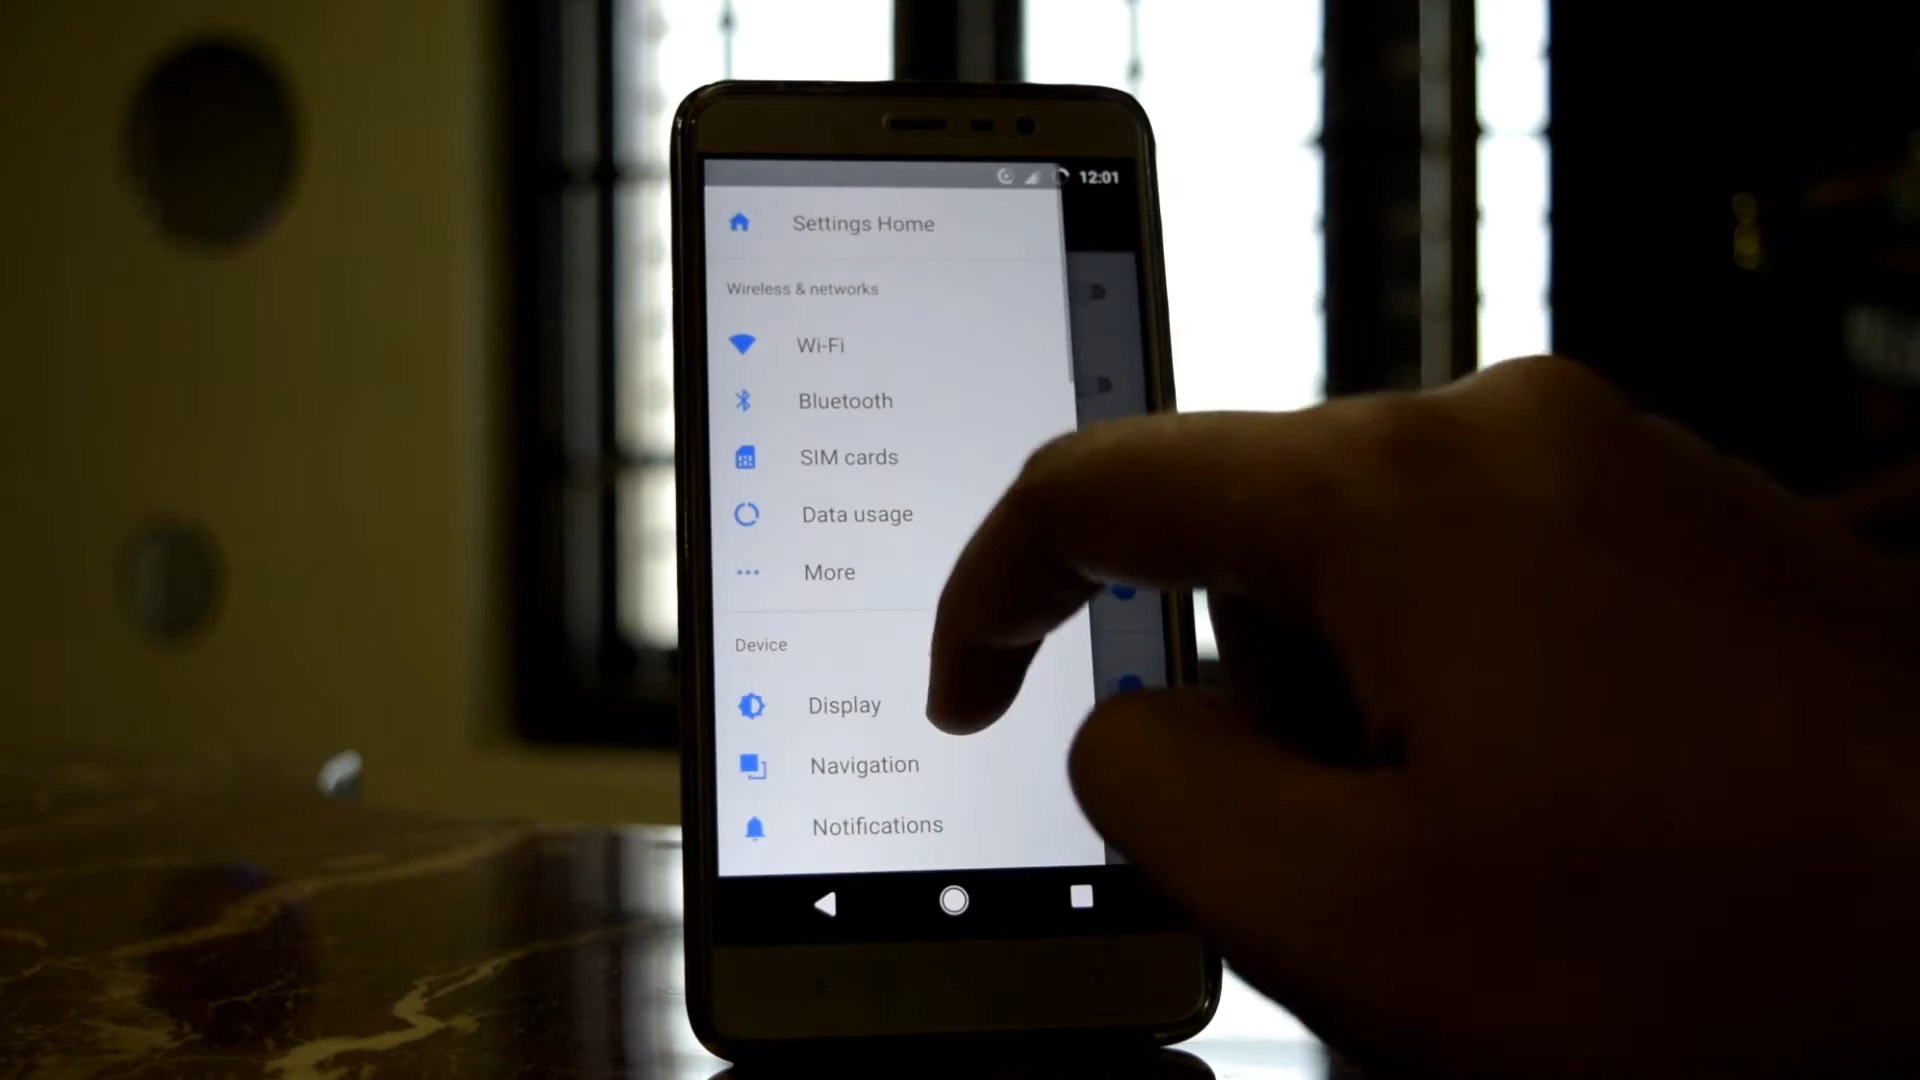 12:01
Settings Home
Wireless & networks
Wi-Fi
Bluetooth
SIM cards
Data usage
More
Device
Display
Navigation
Notifications